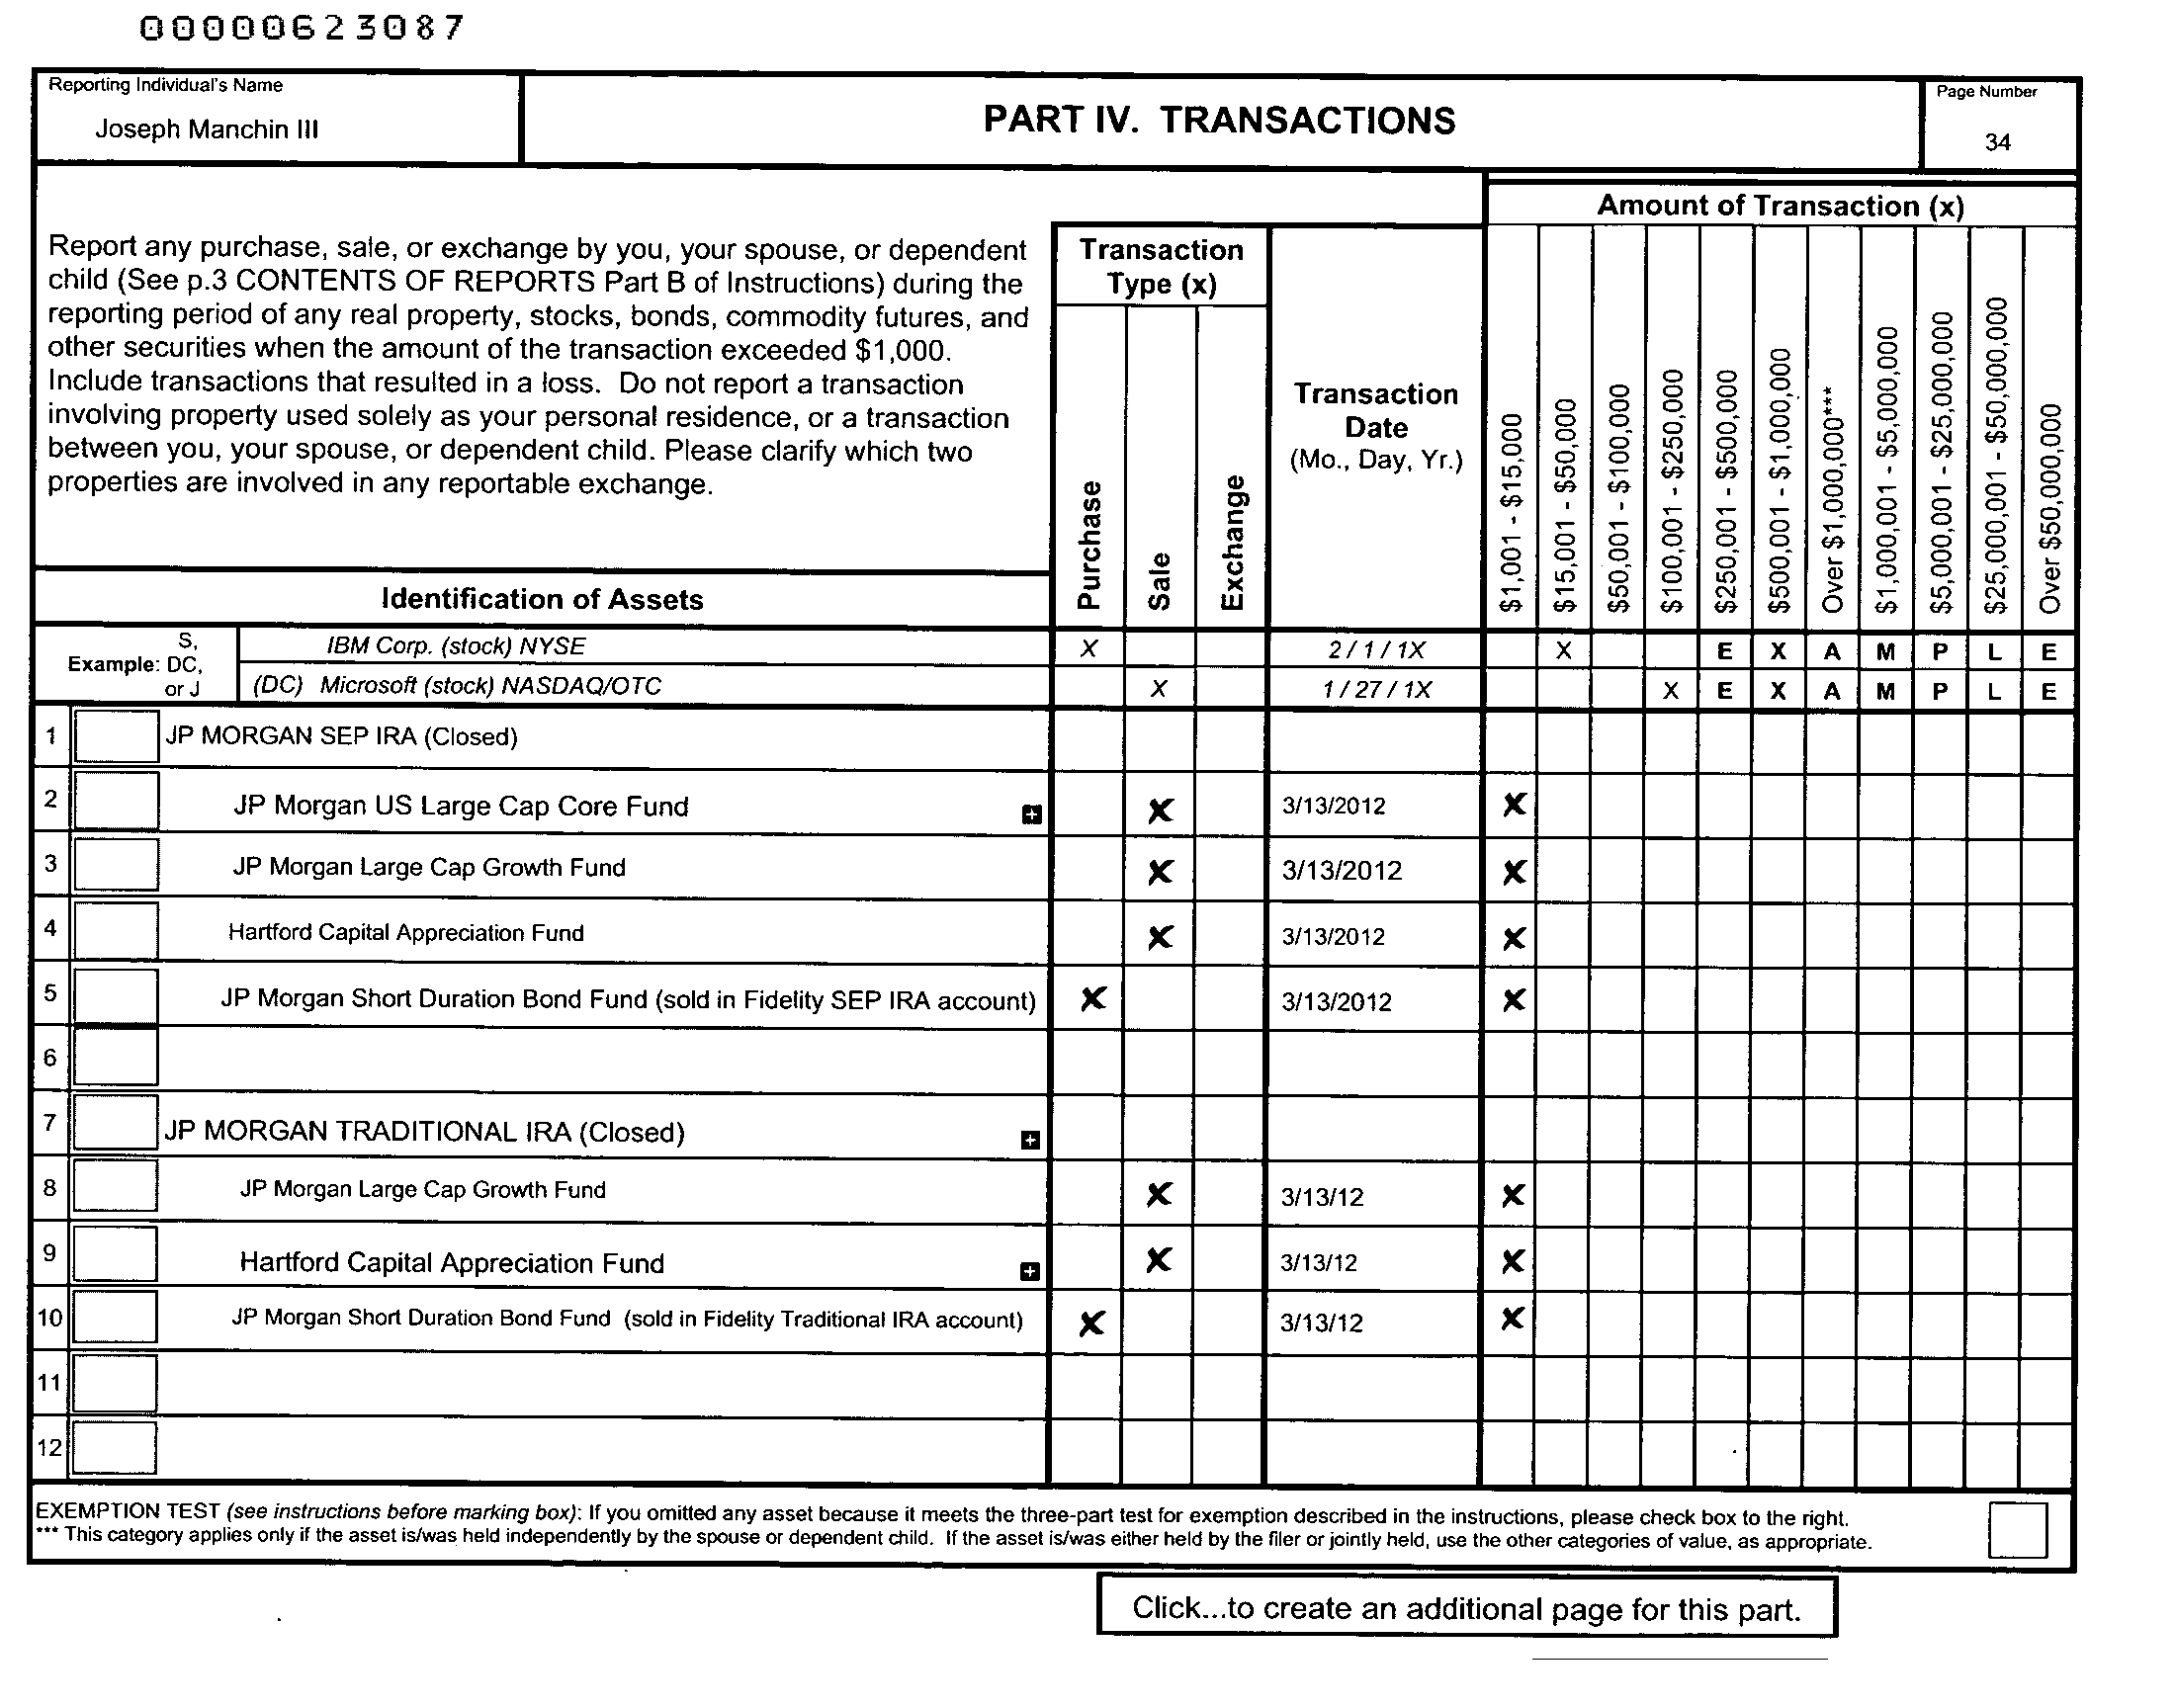 00000623087
Reporting Individual's Name
Joseph Manchin III
PART IV. TRANSACTIONS
Page Number
34
Amount of Transaction (x)
Report any purchase, sale, or exchange by you, your spouse, or dependent
child (See p.3 CONTENTS OF REPORTS Part B of Instructions) during the
reporting period of any real property, stocks, bonds, commodity futures, and
other securities when the amount of the transaction exceeded $1,000.
Include transactions that resulted in a loss. Do not report a transaction
involving property used solely as your personal residence, or a transaction
between you, your spouse, or dependent child. Please clarify which two
properties are involved in any reportable exchange.
Transaction
Type (x)
Purchase
Sale
Exchange
Transaction
Date
(Mo., Day, Yr.)
$1,001 - $15,000
$15,001 - $50,000
$50,001 - $100,000
$100,001 - $250,000
$250,001 - $500,000
$500,001 - $1,000,000
Over $1,000,000***
$1,000,001 - $5,000,000
$5,000,001 - $25,000,000
$25,000,001 - $50,000,000
Over $50,000,000
Identification of Assets
Example: S, DC, or J
IBM Corp. (stock) NYSE X 2 / 1 / 1X X E X A M P L E
(DC) Microsoft (stock) NASDAQ/OTC X 1 / 27 / 1X X E X A M P L E
1 JP MORGAN SEP IRA (Closed)
2 JP Morgan US Large Cap Core Fund + X 3/13/2012 X
3 JP Morgan Large Cap Growth Fund X 3/13/2012 X
4 Hartford Capital Appreciation Fund X 3/13/2012 X
5 JP Morgan Short Duration Bond Fund (sold in Fidelity SEP IRA account) X 3/13/2012 X
6
7 JP MORGAN TRADITIONAL IRA (Closed) +
8 JP Morgan Large Cap Growth Fund X 3/13/12 X
9 Hartford Capital Appreciation Fund + X 3/13/12 X
10 JP Morgan Short Duration Bond Fund (sold in Fidelity Traditional IRA account) X 3/13/12 X
11
12
EXEMPTION TEST (see instructions before marking box): If you omitted any asset because it meets the three-part test for exemption described in the instructions, please check box to the right.
*** This category applies only if the asset is/was held independently by the spouse or dependent child. If the asset is/was either held by the filer or jointly held, use the other categories of value, as appropriate.
Click...to create an additional page for this part.